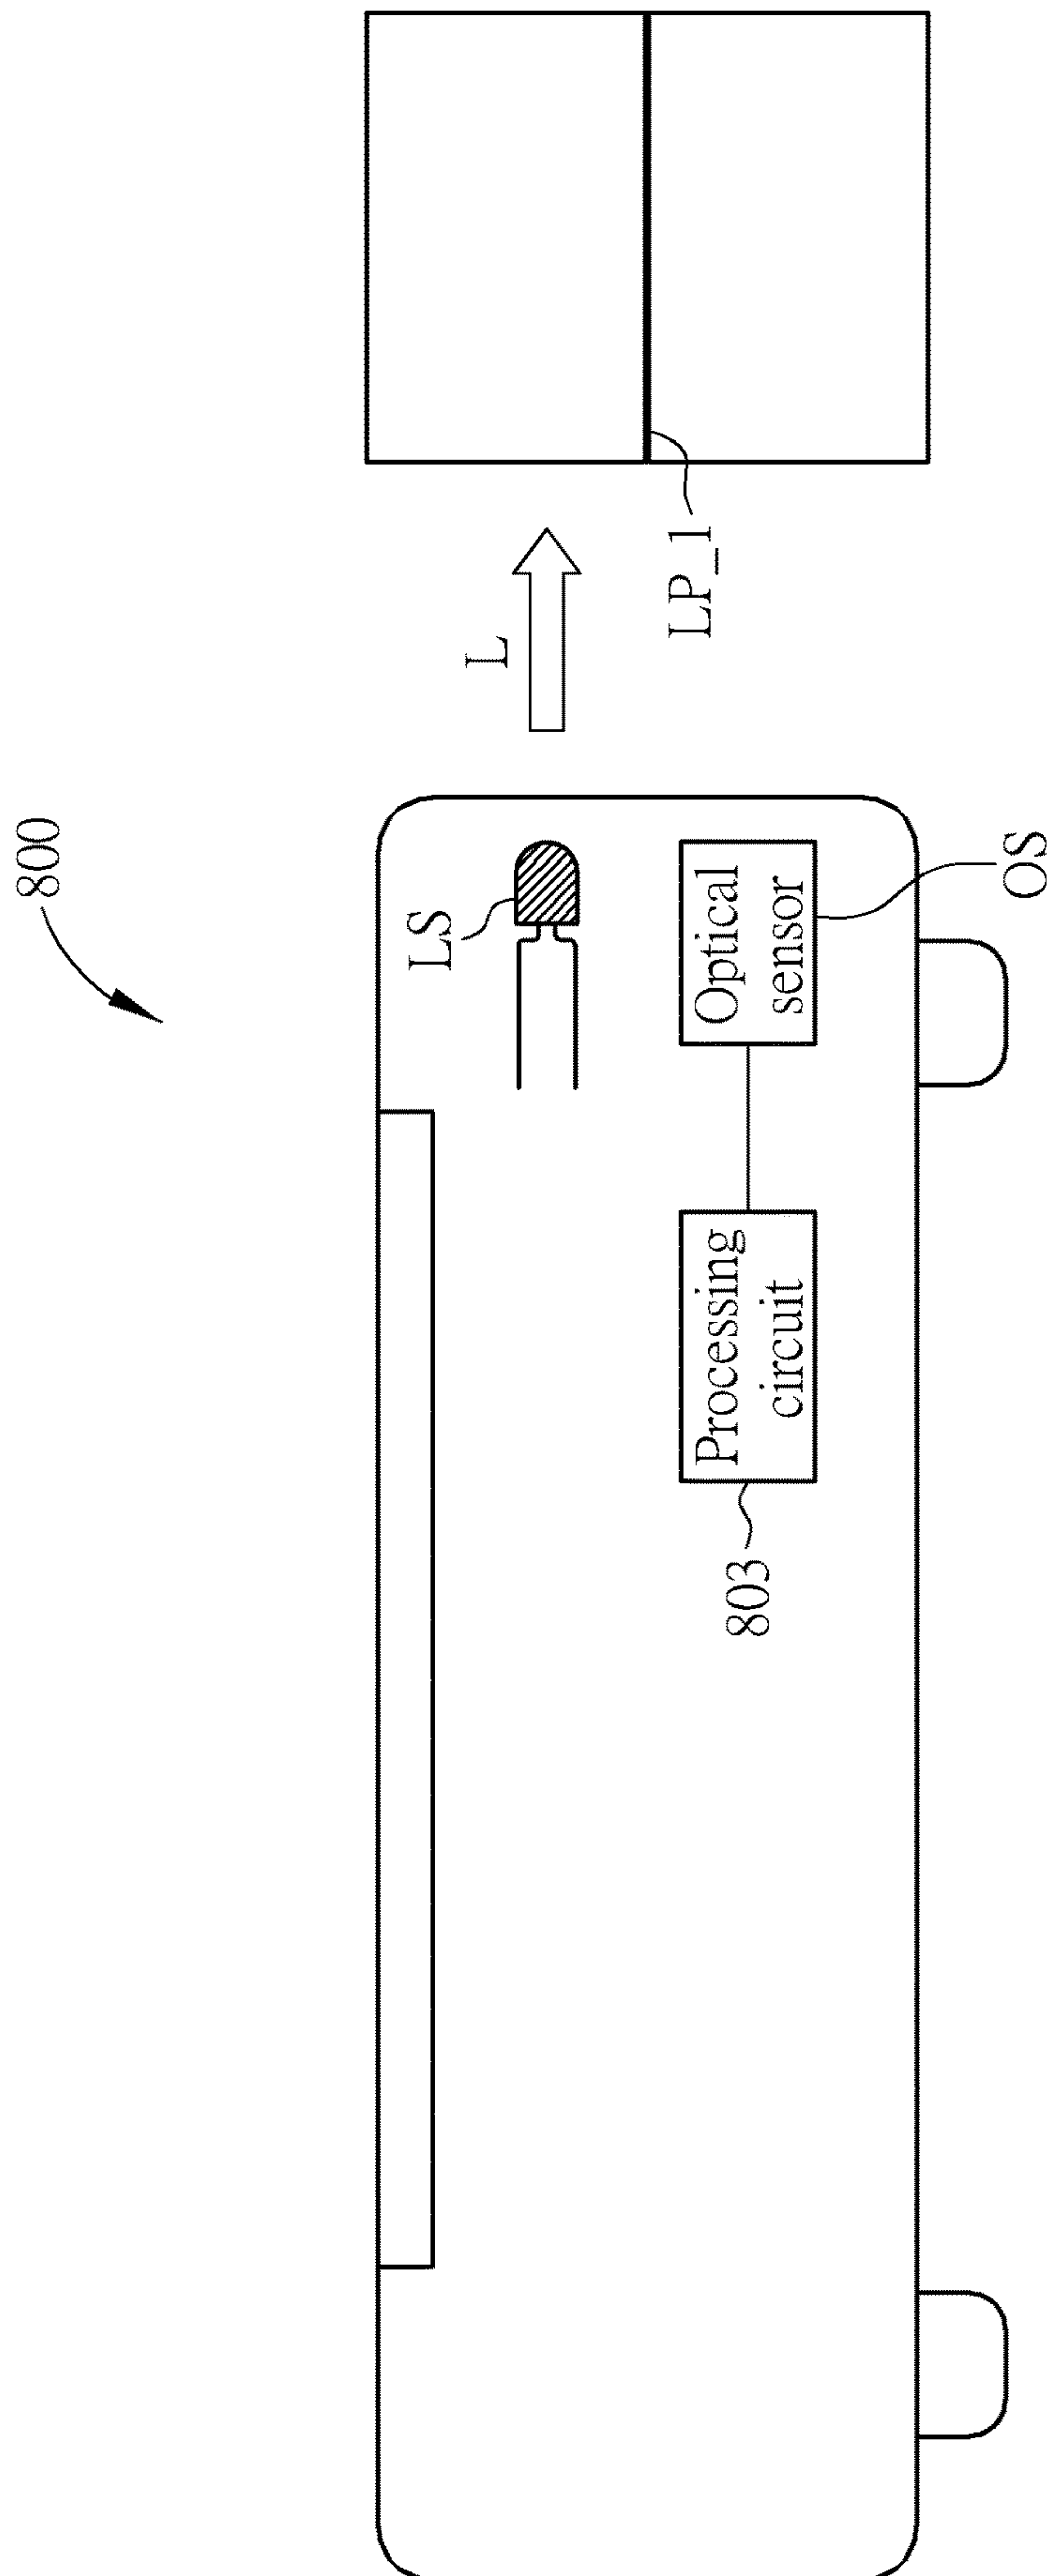 800
LS
L
LP_1
Optical
sensor
OS
Processing
circuit
803